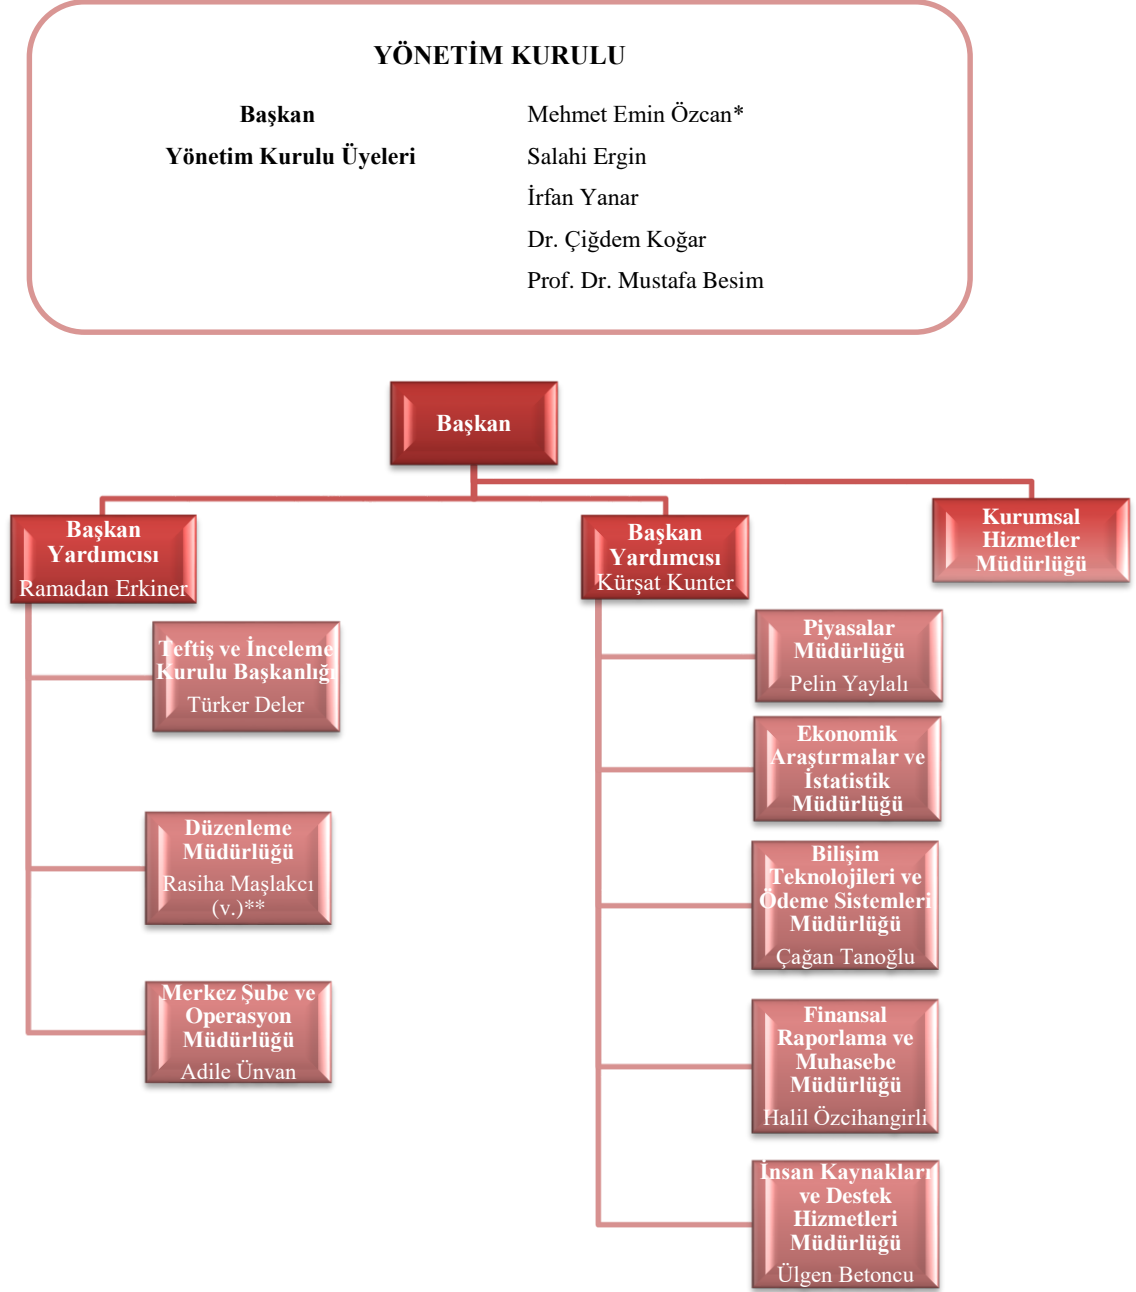 YÖNETİM KURULU
Başkan Mehmet Emin Özcan*
Yönetim Kurulu Üyeleri Salahi Ergin
İrfan Yanar
Dr. Çiğdem Koğar
Prof. Dr. Mustafa Besim
Başkan
Başkan
Yardımcısı
Ramadan Erkiner
Teftiş ve İnceleme
Kurulu Başkanlığı
Türker Deler
Düzenleme
Müdürlüğü
Rasiha Maşlakcı
(v.)**
Merkez Şube ve
Operasyon
Müdürlüğü
Adile Ünvan
Başkan
Yardımcısı
Kürşat Kunter
Piyasalar
Müdürlüğü
Pelin Yaylalı
Ekonomik
Araştırmalar ve
İstatistik
Müdürlüğü
Bilişim
Teknolojileri ve
Ödeme Sistemleri
Müdürlüğü
Çağan Tanoğlu
Finansal
Raporlama ve
Muhasebe
Müdürlüğü
Halil Özcihangirli
İnsan Kaynakları
ve Destek
Hizmetleri
Müdürlüğü
Ülgen Betoncu
Kurumsal
Hizmetler
Müdürlüğü